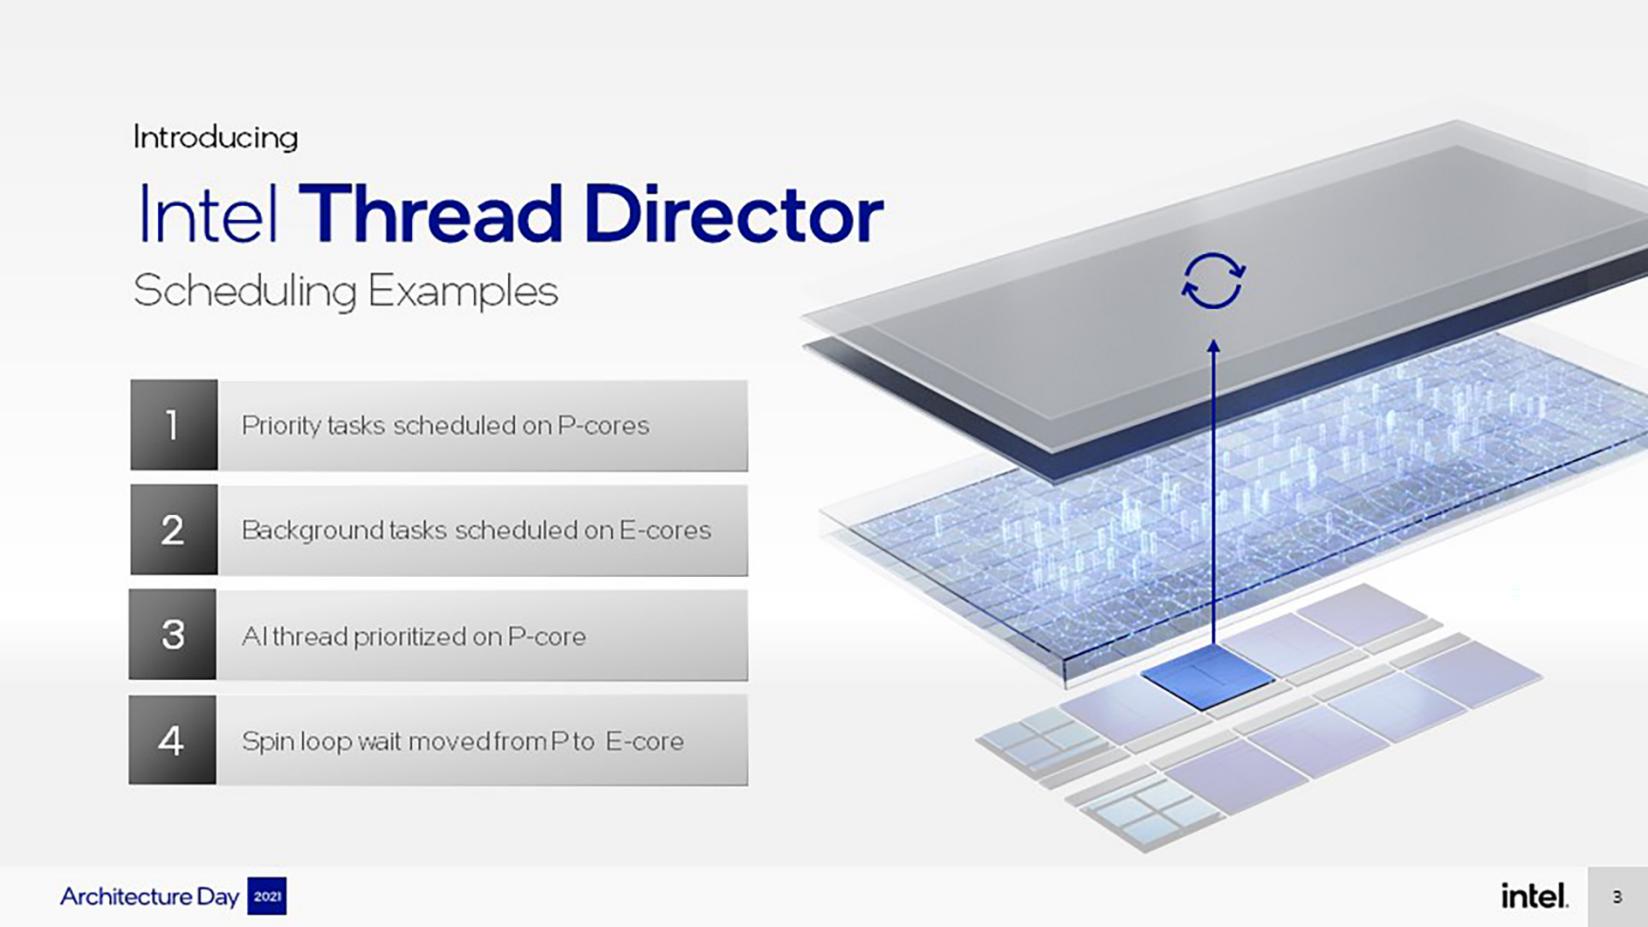 Introducing
Intel Thread Director
Scheduling Examples
1
Priority tasks scheduled on P-cores
2
Background tasks scheduled on E-cores
3
AI thread prioritized on P-core
4
Spin loop wait moved from P to E-core
Architecture Day 2021
intel.
3